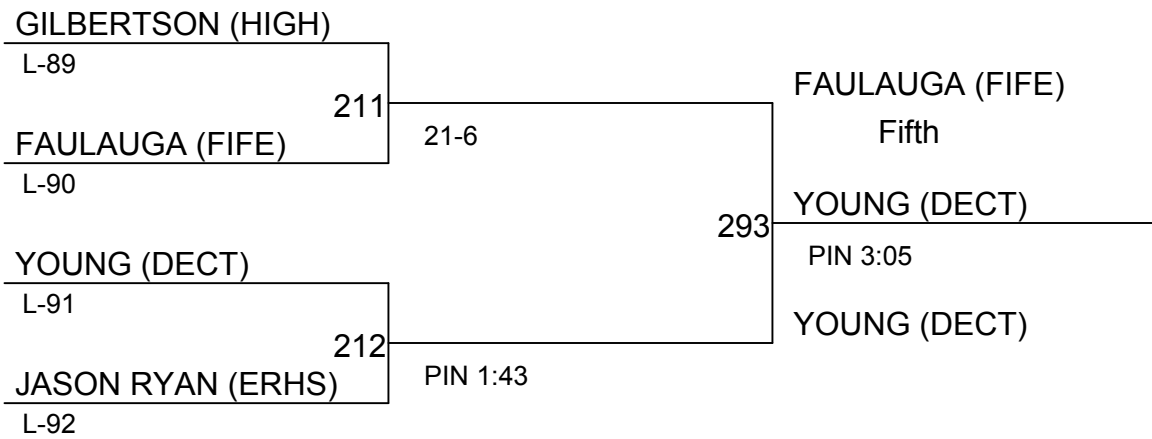 GILBERTSON (HIGH)
L-89
211
FAULAUGA (FIFE)
L-90
21-6
YOUNG (DECT)
L-91
212
JASON RYAN (ERHS)
L-92
PIN 1:43
293
FAULAUGA (FIFE)
Fifth
YOUNG (DECT)
PIN 3:05
YOUNG (DECT)